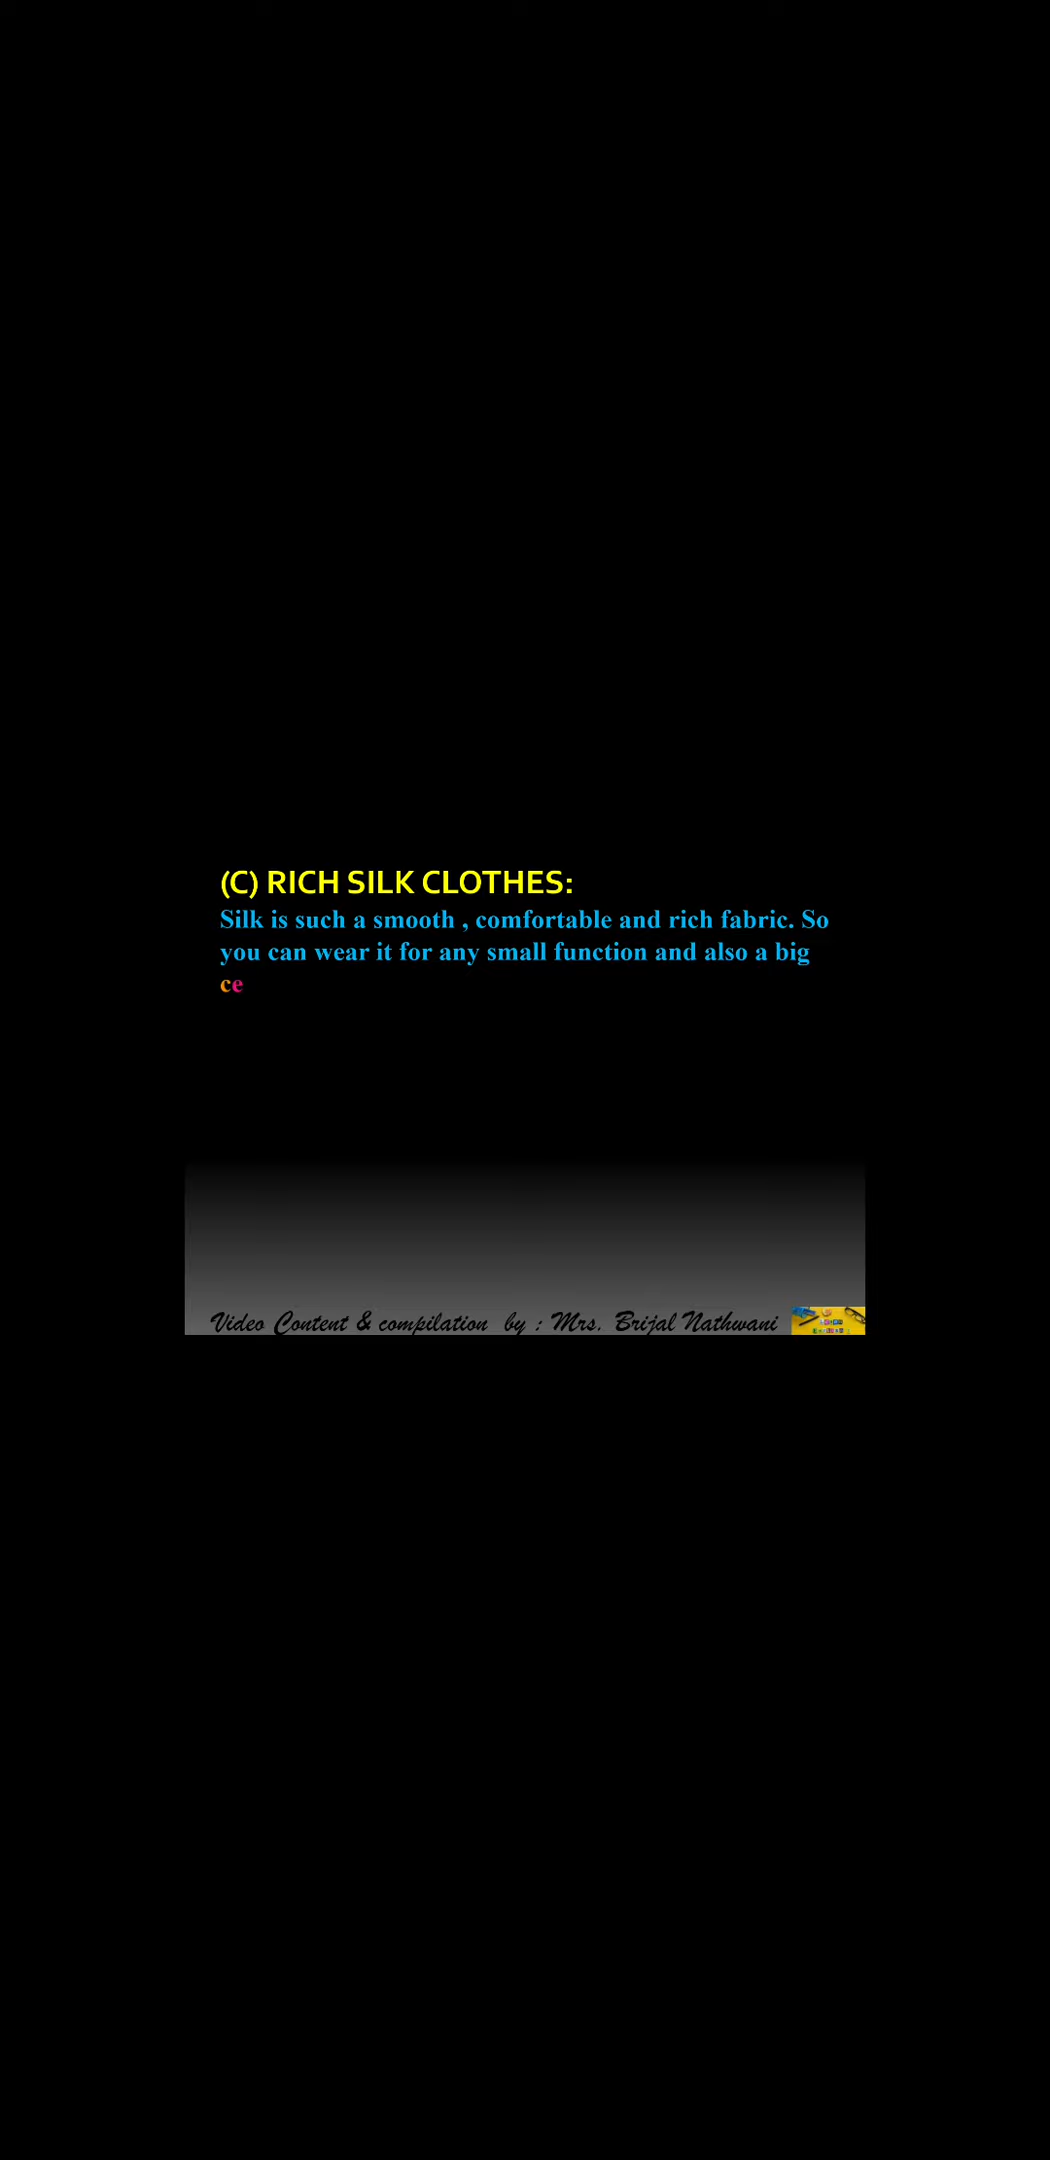 (C) RICH SILK CLOTHES:
Silk is such a smooth , comfortable and rich fabric. So
you can wear it for any small function and also a big
ce
Video Content & compilation by : Mrs. Brijal Nathwani